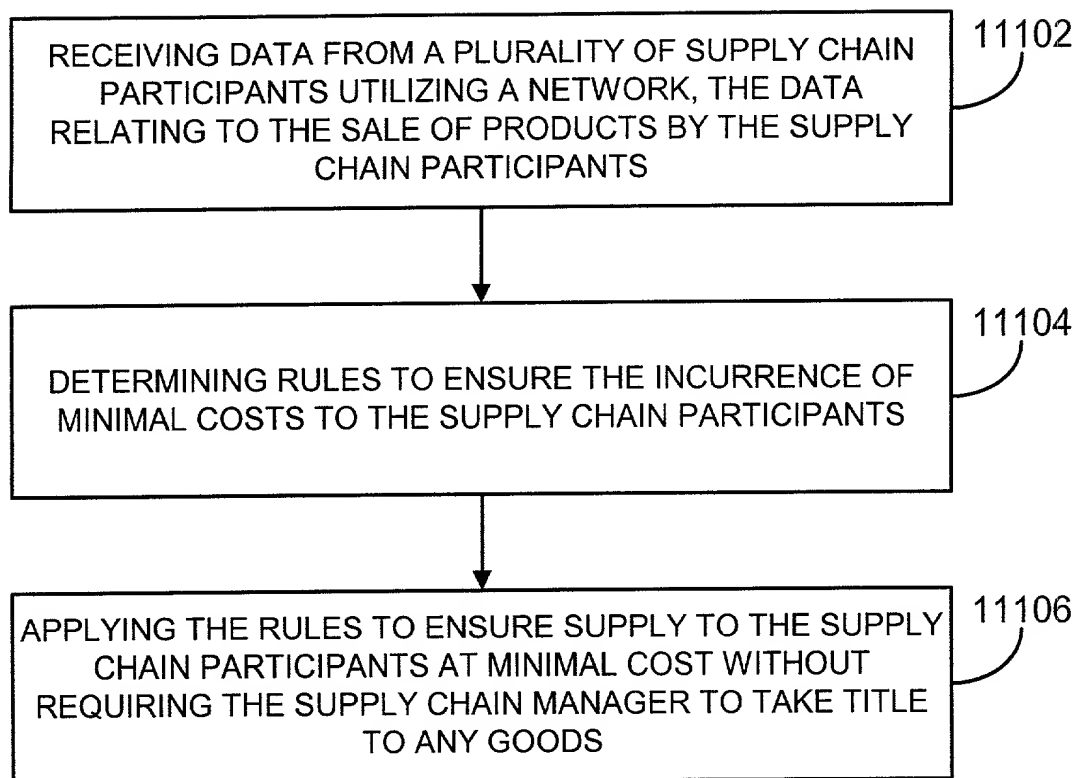 RECEIVING DATA FROM A PLURALITY OF SUPPLY CHAIN
PARTICIPANTS UTILIZING A NETWORK, THE DATA
RELATING TO THE SALE OF PRODUCTS BY THE SUPPLY
CHAIN PARTICIPANTS
11102
DETERMINING RULES TO ENSURE THE INCURRENCE OF
MINIMAL COSTS TO THE SUPPLY CHAIN PARTICIPANTS
11104
APPLYING THE RULES TO ENSURE SUPPLY TO THE SUPPLY
CHAIN PARTICIPANTS AT MINIMAL COST WITHOUT
REQUIRING THE SUPPLY CHAIN MANAGER TO TAKE TITLE
TO ANY GOODS
11106